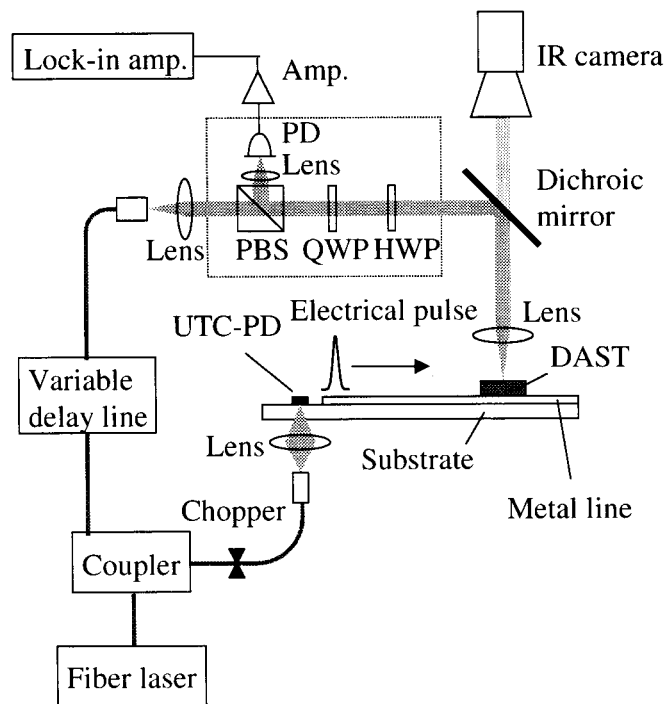 Lock-in amp.
Amp.
IR camera
PD
Lens
Dichroic
mirror
Lens
PBS
QWP
HWP
Electrical pulse
Lens
UTC-PD
DAST
Variable
delay line
Lens
Substrate
Metal line
Chopper
Coupler
Fiber laser